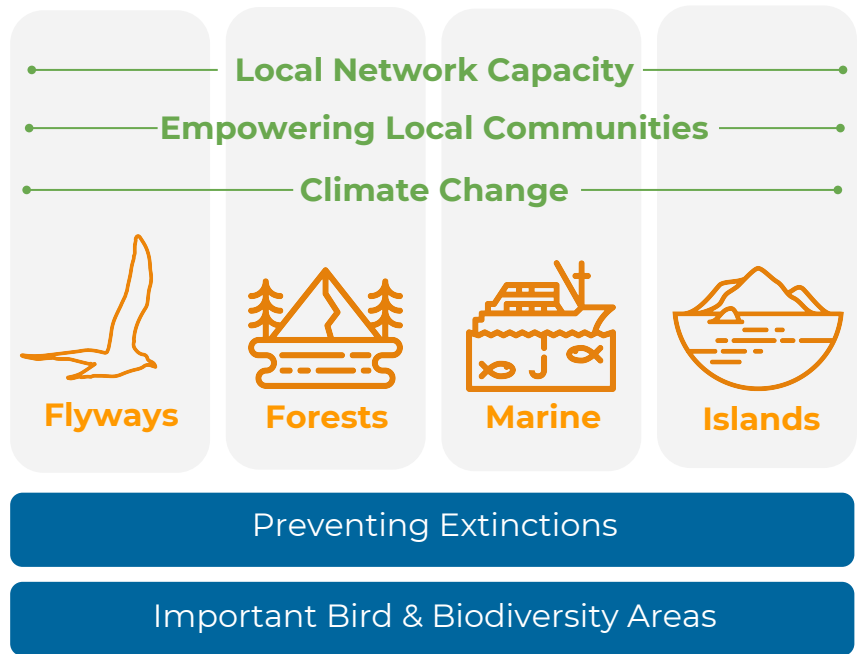 Local Network Capacity
Empowering Local Communities
Climate Change
Flyways
Forests
Marine
Islands
Preventing Extinctions
Important Bird & Biodiversity Areas